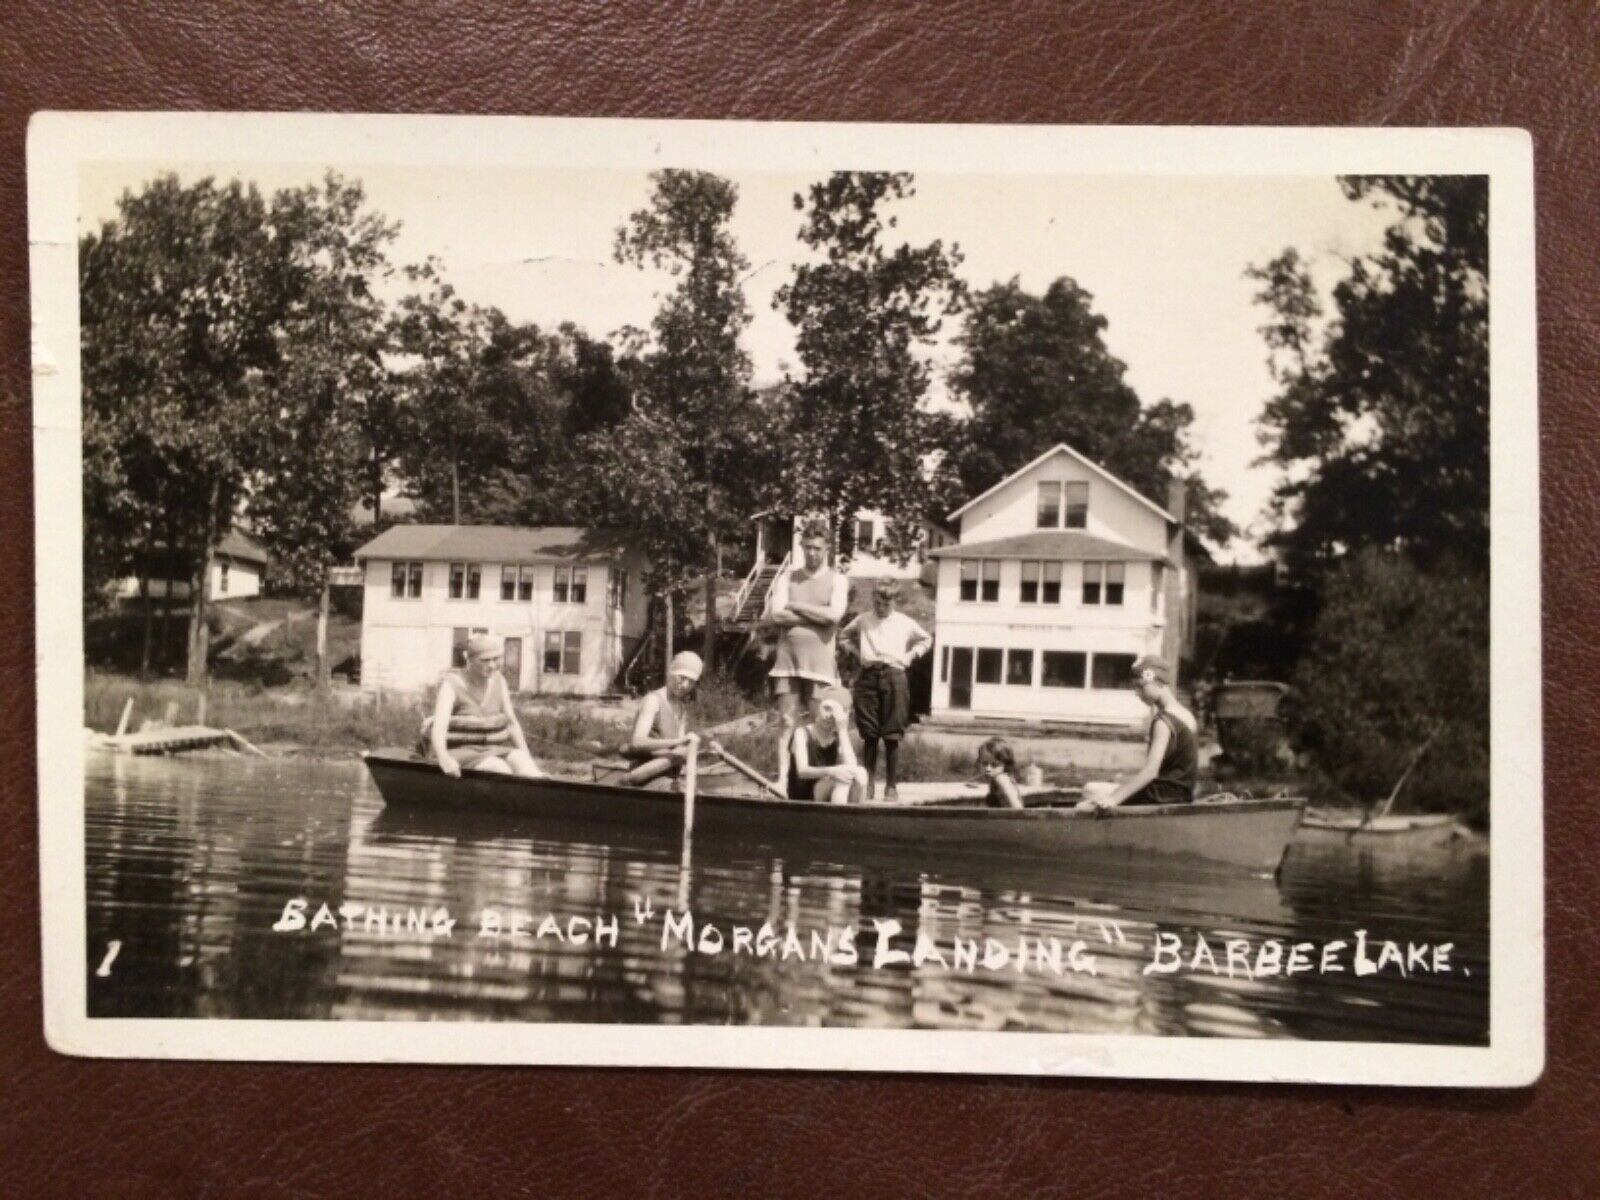 BATHING BEACH "MORGANS LANDING" BARBEE LAKE.
1